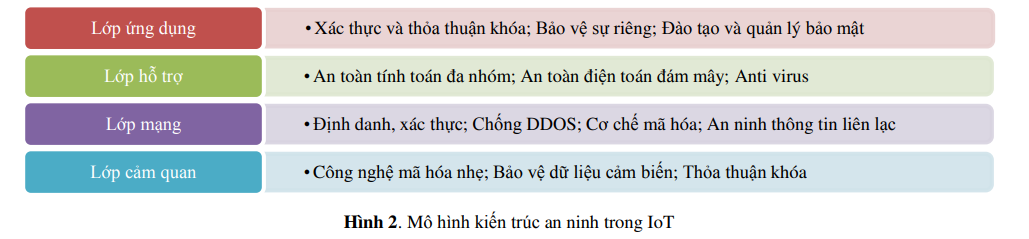 Lớp ứng dụng
• Xác thực và thỏa thuận khóa; Bảo vệ sự riêng; Đào tạo và quản lý bảo mật
Lớp hỗ trợ
• An toàn tính toán đa nhóm; An toàn điện toán đám mây; Anti virus
Lớp mạng
• Định danh, xác thực; Chống DDOS; Cơ chế mã hóa; An ninh thông tin liên lạc
Lớp cảm quan
• Công nghệ mã hóa nhẹ; Bảo vệ dữ liệu cảm biến; Thỏa thuận khóa
Hình 2. Mô hình kiến trúc an ninh trong IoT